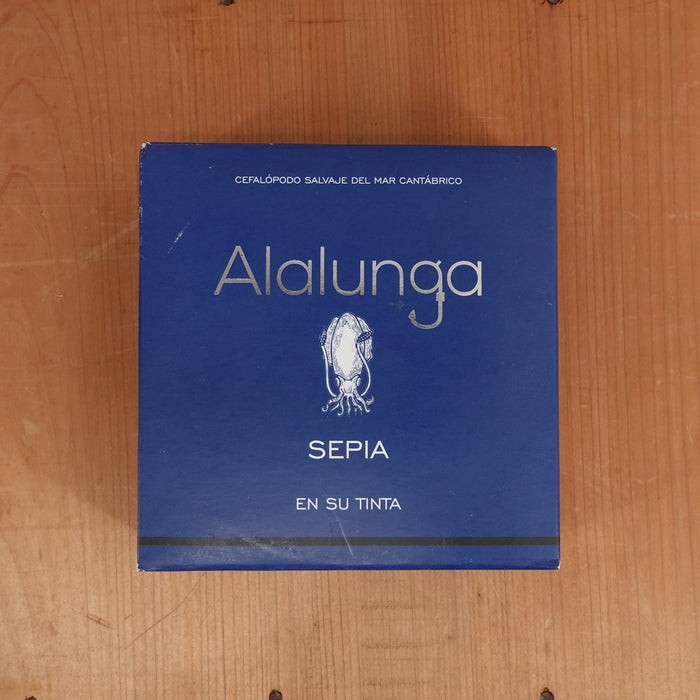 CEFALÓPODO SALVAJE DEL MAR CANTÁBRICO
Alalunga
SEPIA
EN SU TINTA